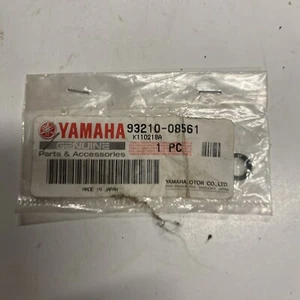 YAMAHA 93210-08561
K110218A
GENUINE
Parts & Accessories
1 PC
MADE IN JAPAN
YAMAHA MOTOR CO., LTD.